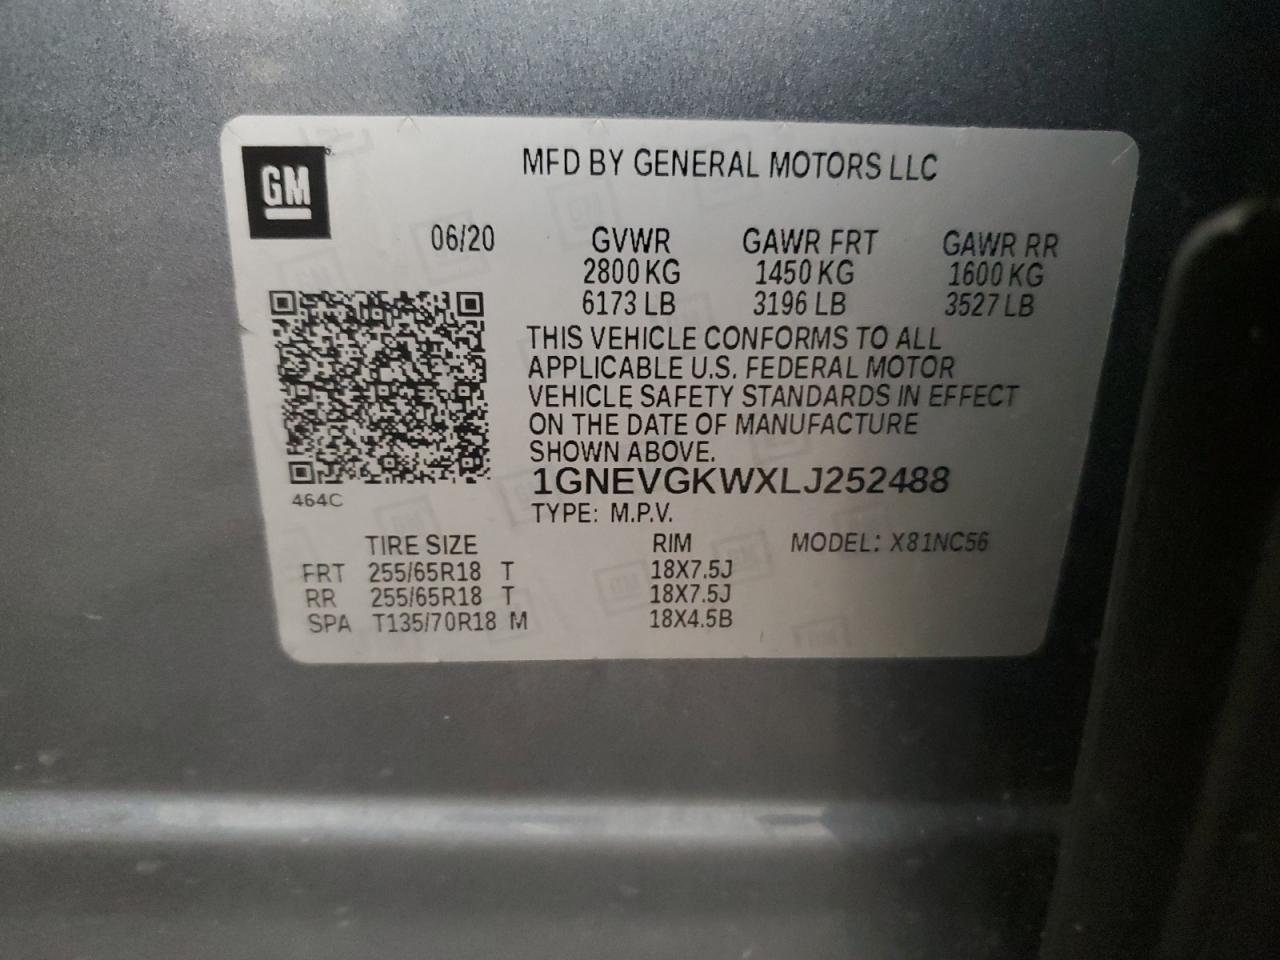 GM
MFD BY GENERAL MOTORS LLC
06/20 GVWR GAWR FRT GAWR RR
2800 KG 1450 KG 1600 KG
6173 LB 3196 LB 3527 LB
THIS VEHICLE CONFORMS TO ALL
APPLICABLE U.S. FEDERAL MOTOR
VEHICLE SAFETY STANDARDS IN EFFECT
ON THE DATE OF MANUFACTURE
SHOWN ABOVE.
1GNEVGKWXLJ252488
464C
TYPE: M.P.V.
TIRE SIZE RIM MODEL: X81NC56
FRT 255/65R18 T 18X7.5J
RR 255/65R18 T 18X7.5J
SPA T135/70R18 M 18X4.5B